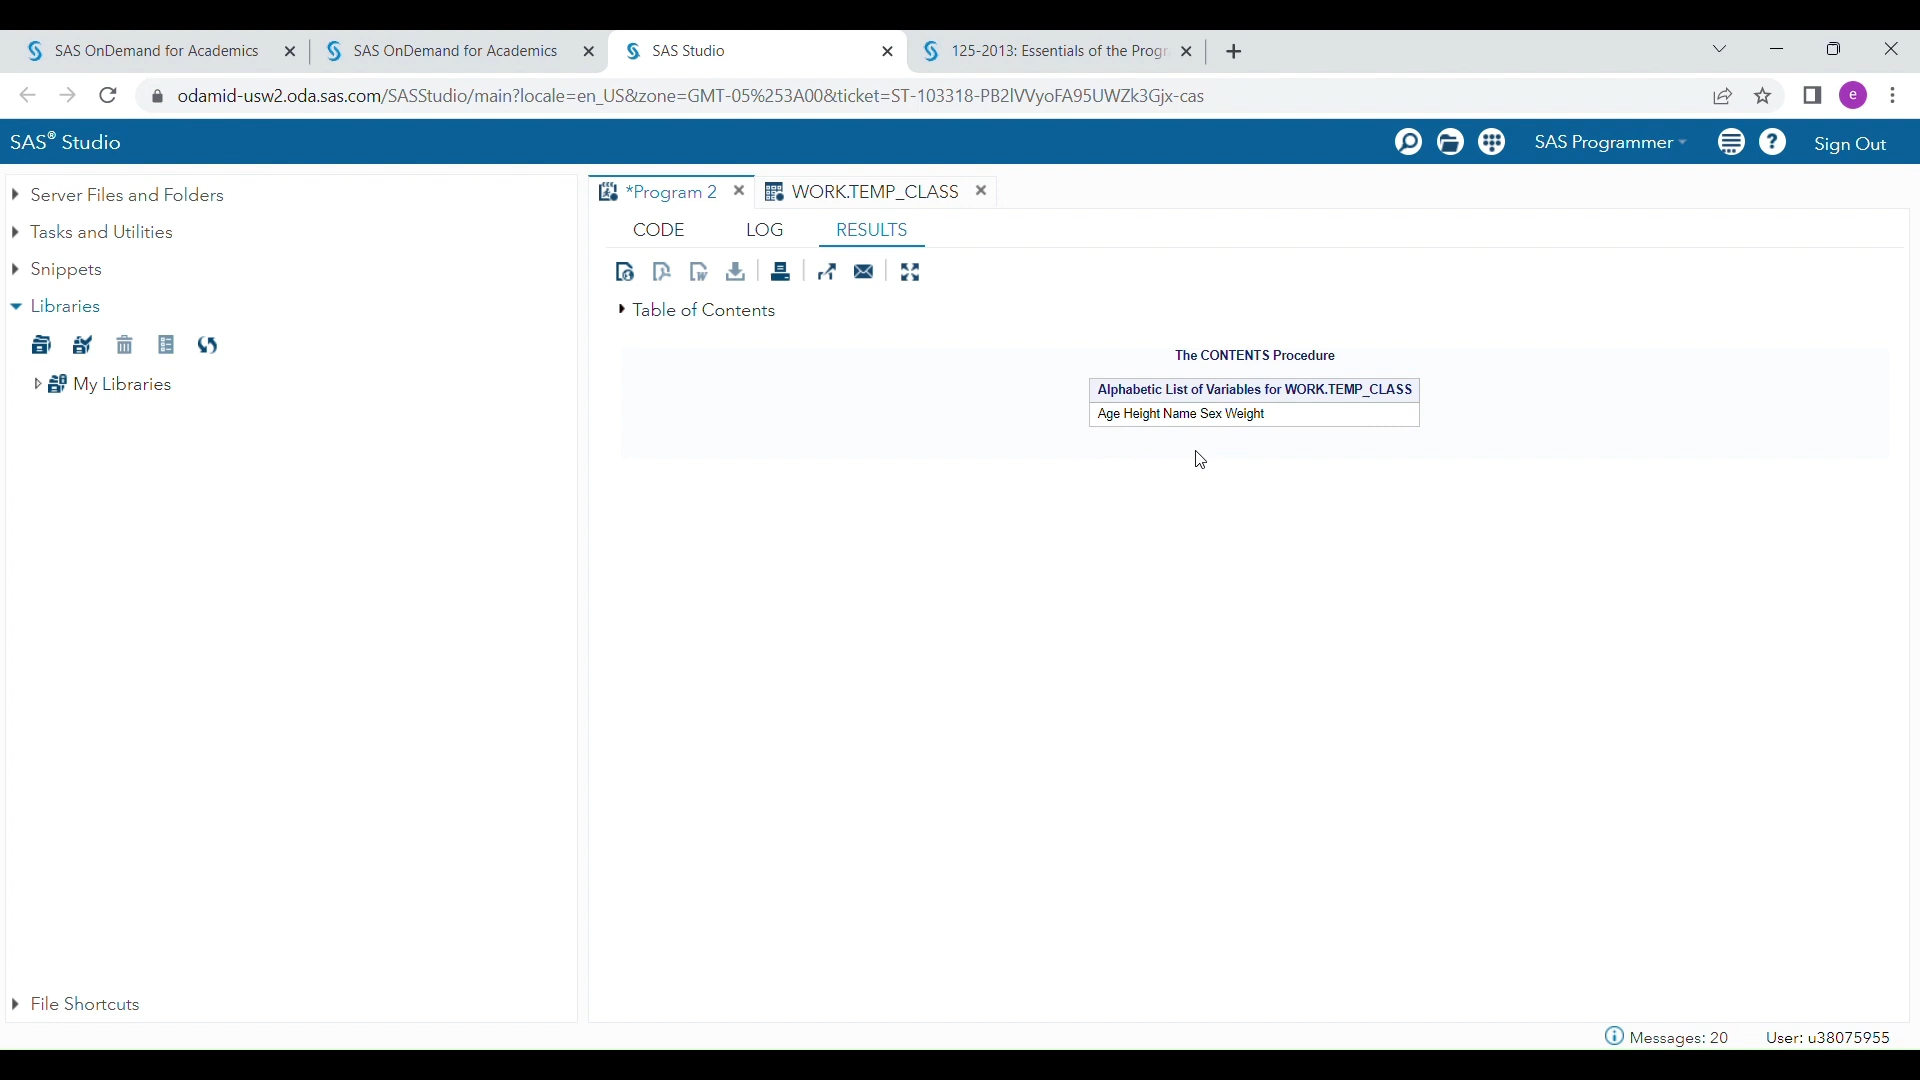 SAS OnDemand for Academics
SAS OnDemand for Academics
SAS Studio
125-2013: Essentials of the Progr
odamid-usw2.oda.sas.com/SASStudio/main?locale=en_US&zone=GMT-05%253A00&ticket=ST-103318-PB2lVVyoFA95UWZk3Gjx-cas
e
SAS® Studio
SAS Programmer
Sign Out
Server Files and Folders
Tasks and Utilities
Snippets
Libraries
My Libraries
File Shortcuts
*Program 2
WORK.TEMP_CLASS
CODE
LOG
RESULTS
Table of Contents
The CONTENTS Procedure
Alphabetic List of Variables for WORK.TEMP_CLASS
Age Height Name Sex Weight
Messages: 20
User: u38075955